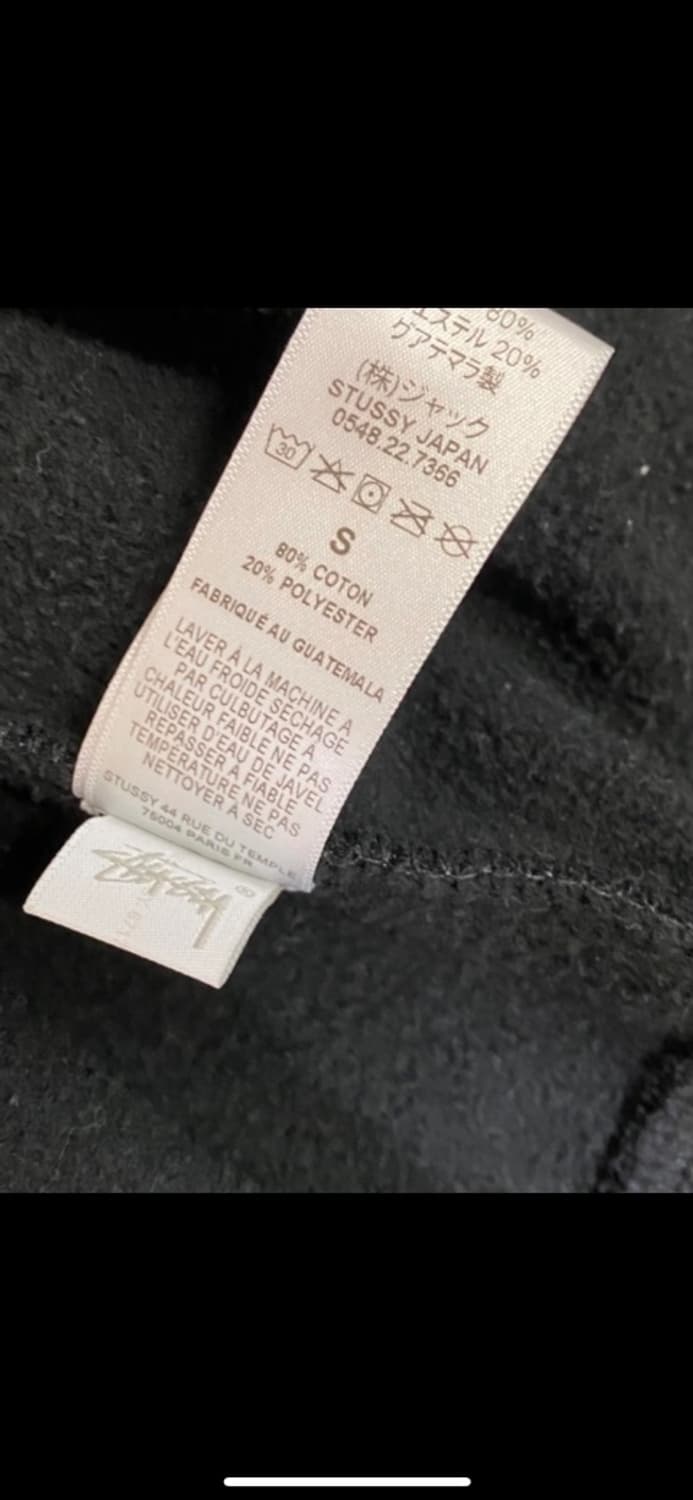 80%
エステル 20%
グアテマラ製
(株)ジャック
STUSSY JAPAN
0548.22.7366
30
S
80% COTON
20% POLYESTER
FABRIQUÉ AU GUATEMALA
LAVER À LA MACHINE A
L'EAU FROIDE SÉCHAGE
PAR CULBUTAGE À
CHALEUR FAIBLE NE PAS
UTILISER D'EAU DE JAVEL
REPASSER À FIABLE
TEMPÉRATURE NE PAS
NETTOYER À SEC
STUSSY 44 RUE DU TEMPLE
75004 PARIS FR
Stüssy ®